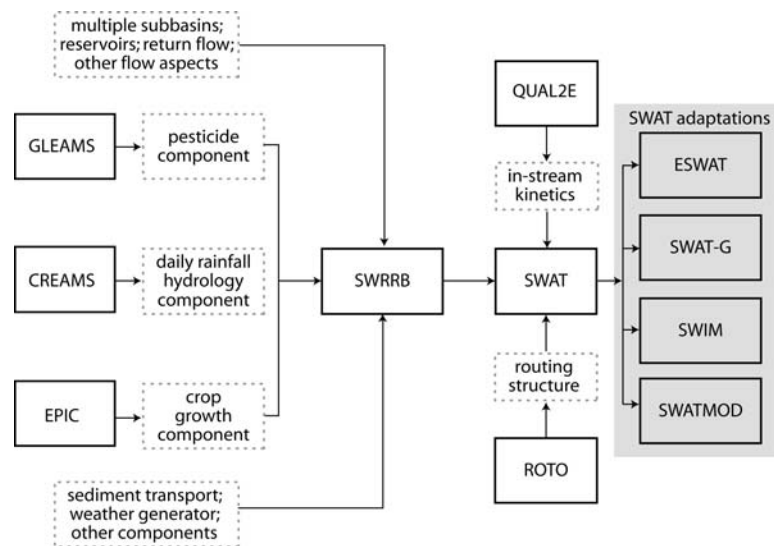 multiple subbasins;
reservoirs; return flow;
other flow aspects
GLEAMS
pesticide
component
CREAMS
daily rainfall
hydrology
component
EPIC
crop
growth
component
sediment transport;
weather generator;
other components
SWRRB
QUAL2E
in-stream
kinetics
SWAT
routing
structure
ROTO
SWAT adaptations
ESWAT
SWAT-G
SWIM
SWATMOD